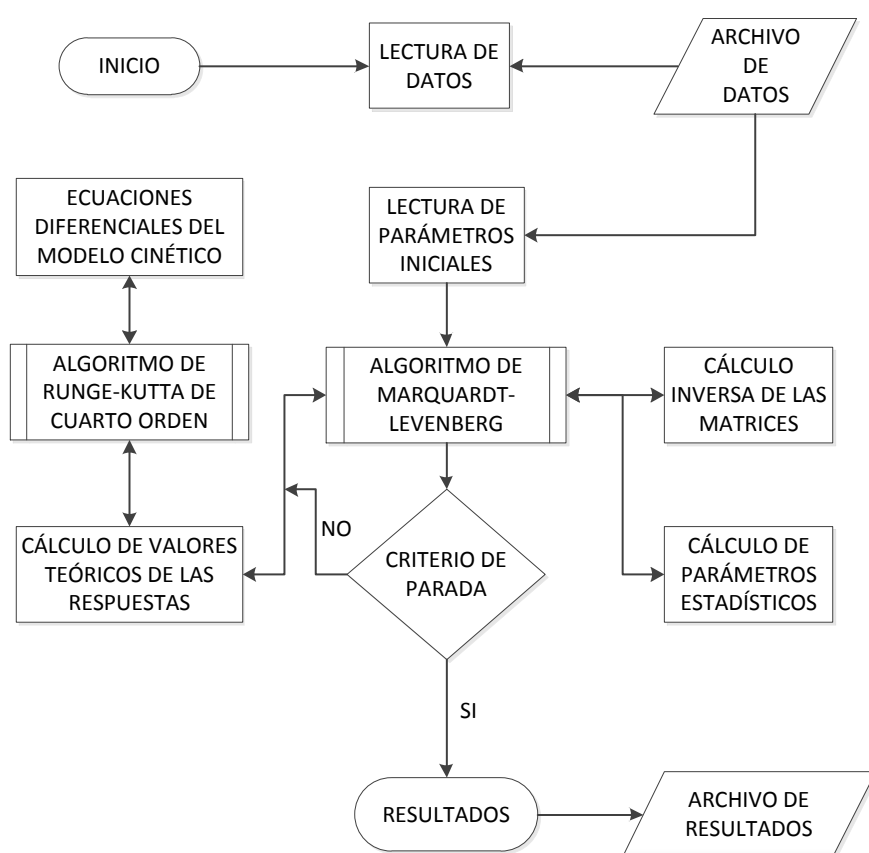 INICIO
LECTURA DE
DATOS
ARCHIVO
DE
DATOS
ECUACIONES
DIFERENCIALES DEL
MODELO CINÉTICO
LECTURA DE
PARÁMETROS
INICIALES
ALGORITMO DE
RUNGE-KUTTA DE
CUARTO ORDEN
ALGORITMO DE
MARQUARDT-
LEVENBERG
CÁLCULO
INVERSA DE LAS
MATRICES
NO
CÁLCULO DE VALORES
TEÓRICOS DE LAS
RESPUESTAS
CRITERIO DE
PARADA
CÁLCULO DE
PARÁMETROS
ESTADÍSTICOS
SI
RESULTADOS
ARCHIVO DE
RESULTADOS